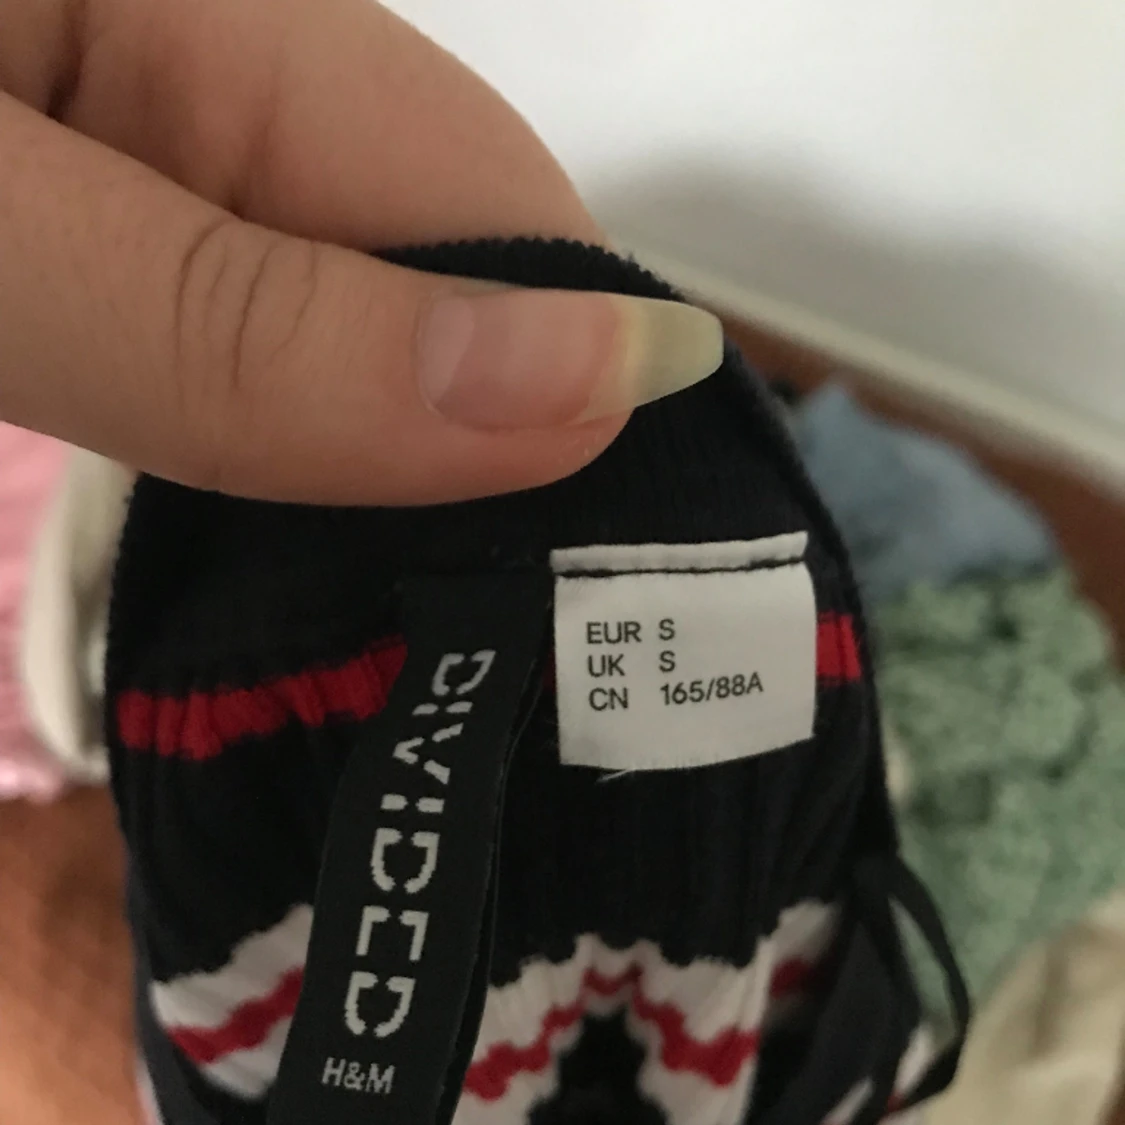 EUR S
UK S
CN 165/88A
DIVIDED
H&M